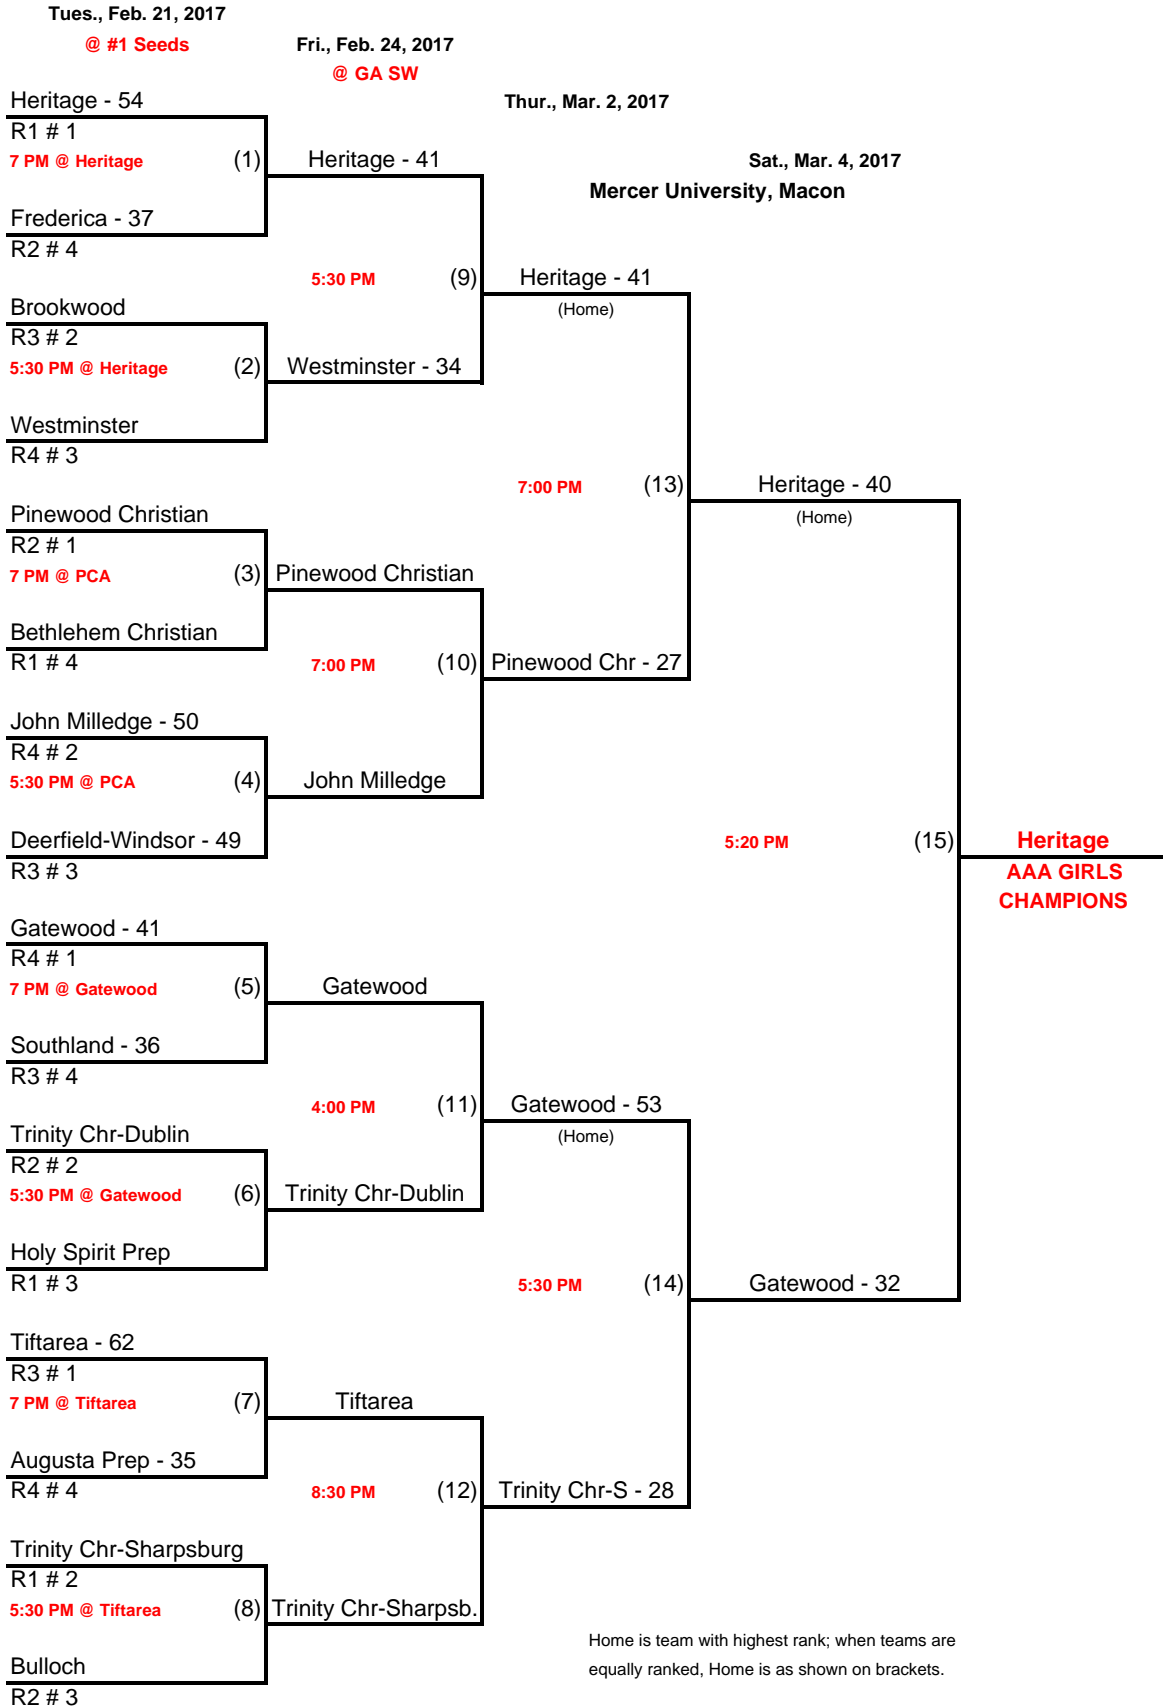 Tues., Feb. 21, 2017
@ #1 Seeds
Fri., Feb. 24, 2017
@ GA SW
Heritage - 54
Thur., Mar. 2, 2017
R1 # 1
7 PM @ Heritage
(1)
Heritage - 41
Sat., Mar. 4, 2017
Mercer University, Macon
Frederica - 37
R2 # 4
5:30 PM
(9)
Heritage - 41
(Home)
Brookwood
R3 # 2
5:30 PM @ Heritage
(2)
Westminster - 34
Westminster
R4 # 3
7:00 PM
(13)
Heritage - 40
(Home)
Pinewood Christian
R2 # 1
7 PM @ PCA
(3)
Pinewood Christian
Bethlehem Christian
R1 # 4
7:00 PM
(10)
Pinewood Chr - 27
John Milledge - 50
R4 # 2
5:30 PM @ PCA
(4)
John Milledge
Deerfield-Windsor - 49
R3 # 3
5:20 PM
(15)
Heritage
AAA GIRLS
CHAMPIONS
Gatewood - 41
R4 # 1
7 PM @ Gatewood
(5)
Gatewood
Southland - 36
R3 # 4
4:00 PM
(11)
Gatewood - 53
(Home)
Trinity Chr-Dublin
R2 # 2
5:30 PM @ Gatewood
(6)
Trinity Chr-Dublin
Holy Spirit Prep
R1 # 3
5:30 PM
(14)
Gatewood - 32
Tiftarea - 62
R3 # 1
7 PM @ Tiftarea
(7)
Tiftarea
Augusta Prep - 35
R4 # 4
8:30 PM
(12)
Trinity Chr-S - 28
Trinity Chr-Sharpsburg
R1 # 2
5:30 PM @ Tiftarea
(8)
Trinity Chr-Sharpsb.
Bulloch
R2 # 3
Home is team with highest rank; when teams are
equally ranked, Home is as shown on brackets.